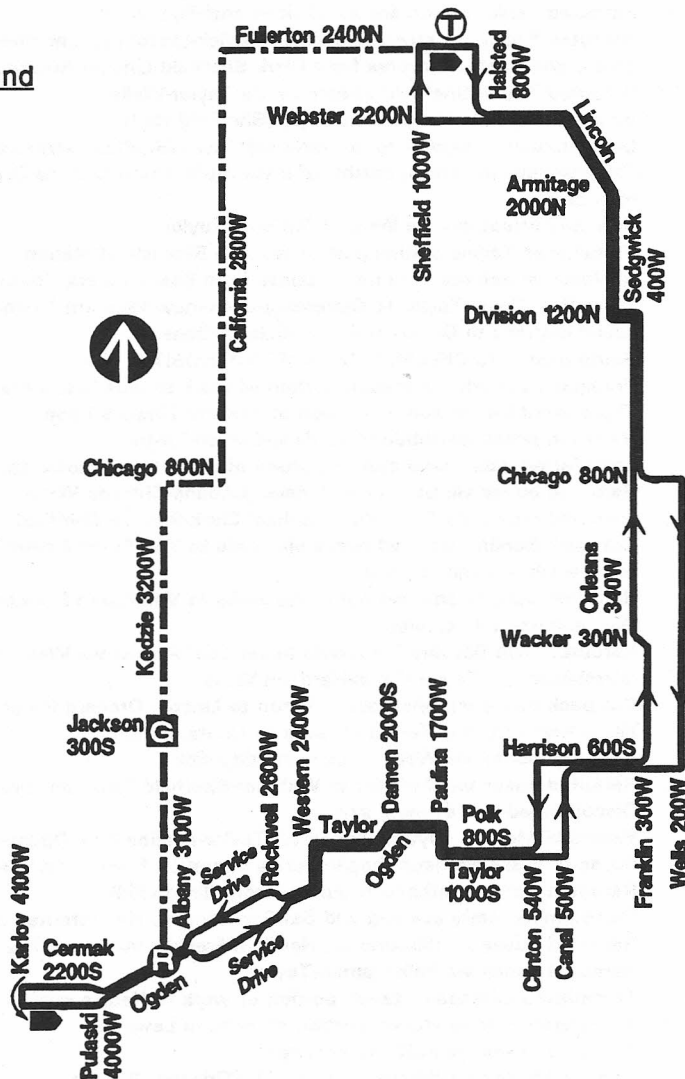 nd
Fullerton 2400N
T
Halsted
800W
Webster 2200N
Lincoln
Sheffield 1000W
Armitage
2000N
California 2800W
Sedgwick
400W
Division 1200N
Chicago 800N
Chicago 800N
Kedzie 3200W
Orleans
340W
Wacker 300N
Jackson
300S
G
Harrison 600S
Karlov 4100W
Albany 3100W
Service
Drive
Rockwell 2600W
Western 2400W
Taylor
Damen 2000S
Ogden
Paulina 1700W
Polk
800S
Taylor
1000S
Clinton 540W
Canal 500W
Franklin 300W
Wells 200W
Cermak
2200S
R
Ogden
Service
Drive
Pulaski
4000W